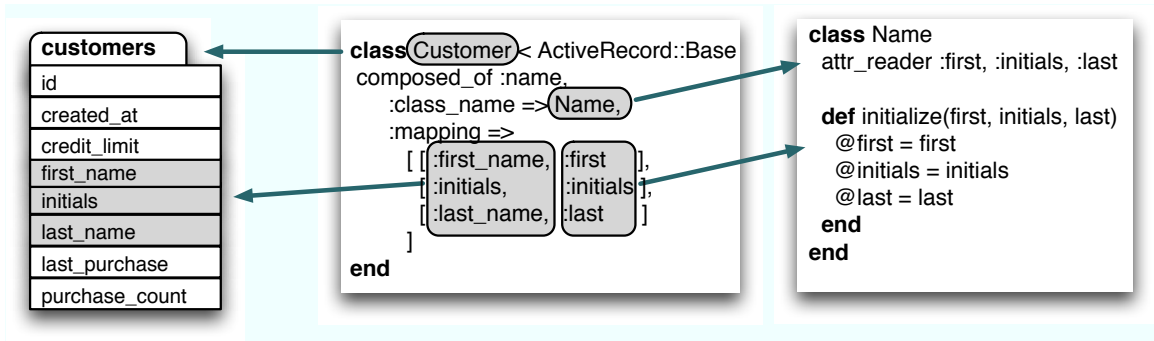 customers
id
created_at
credit_limit
first_name
initials
last_name
last_purchase
purchase_count
class Customer < ActiveRecord::Base
composed_of :name,
:class_name => Name,
:mapping =>
[ [ :first_name, :first ],
[ :initials, :initials ],
[ :last_name, :last ]
]
end
class Name
attr_reader :first, :initials, :last
def initialize(first, initials, last)
@first = first
@initials = initials
@last = last
end
end